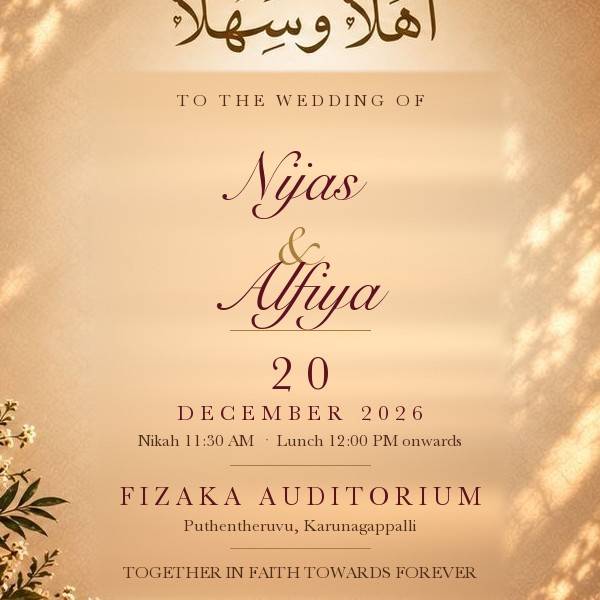 أهلاً وسهلاً
TO THE WEDDING OF
Nijas
&
Alfiya
20
DECEMBER 2026
Nikah 11:30 AM · Lunch 12:00 PM onwards
FIZAKA AUDITORIUM
Puthentheruvu, Karunagappalli
TOGETHER IN FAITH TOWARDS FOREVER